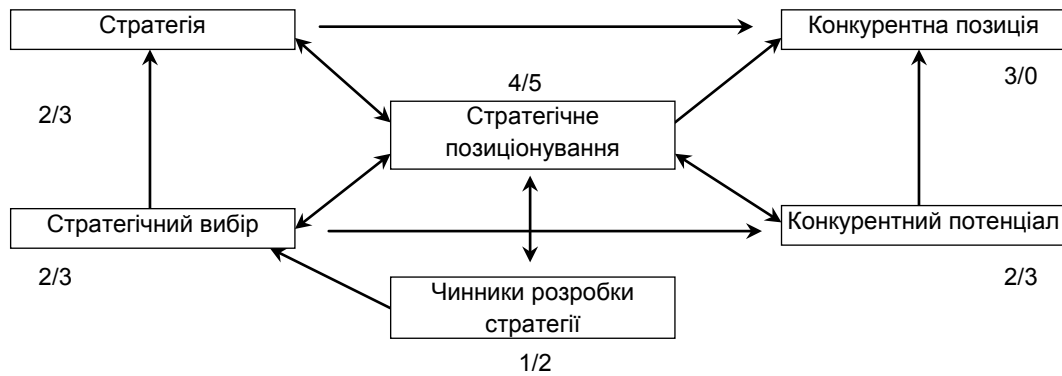 Стратегія
Конкурентна позиція
4/5
3/0
2/3
Стратегічне
позиціонування
Стратегічний вибір
Конкурентний потенціал
2/3
2/3
Чинники розробки
стратегії
1/2